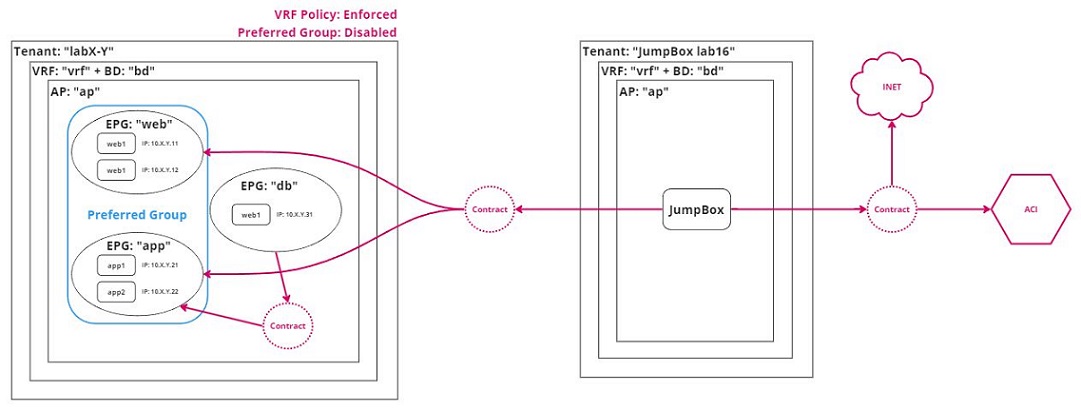 VRF Policy: Enforced
Preferred Group: Disabled
Tenant: "labX-Y"
VRF: "vrf" + BD: "bd"
AP: "ap"
EPG: "web"
web1 IP: 10.X.Y.11
web1 IP: 10.X.Y.12
Preferred Group
EPG: "app"
app1 IP: 10.X.Y.21
app2 IP: 10.X.Y.22
EPG: "db"
web1 IP: 10.X.Y.31
Contract
Contract
Tenant: "JumpBox lab16"
VRF: "vrf" + BD: "bd"
AP: "ap"
JumpBox
INET
Contract
ACI